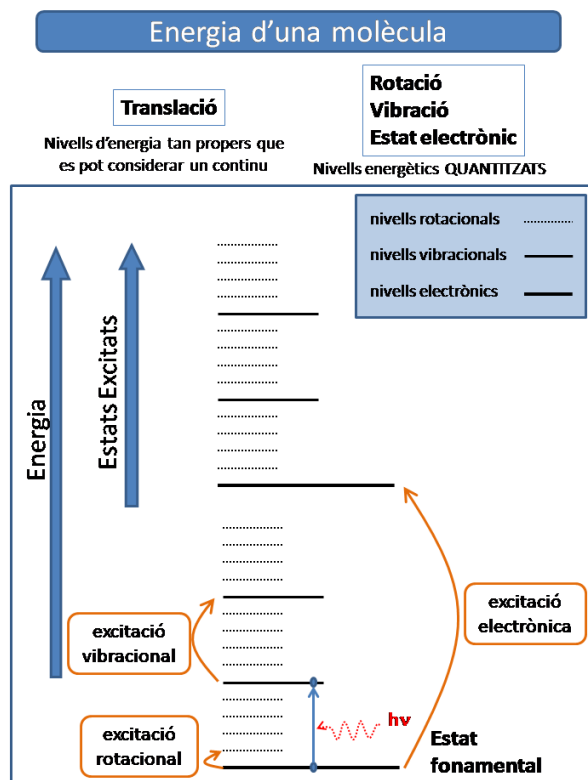 Energia d'una molècula
Translació
Nivells d'energia tan propers que
es pot considerar un continu
Rotació
Vibració
Estat electrònic
Nivells energètics QUANTITZATS
nivells rotacionals
nivells vibracionals
nivells electrònics
Energia
Estats Excitats
excitació
vibracional
excitació
electrònica
excitació
rotacional
hν
Estat
fonamental